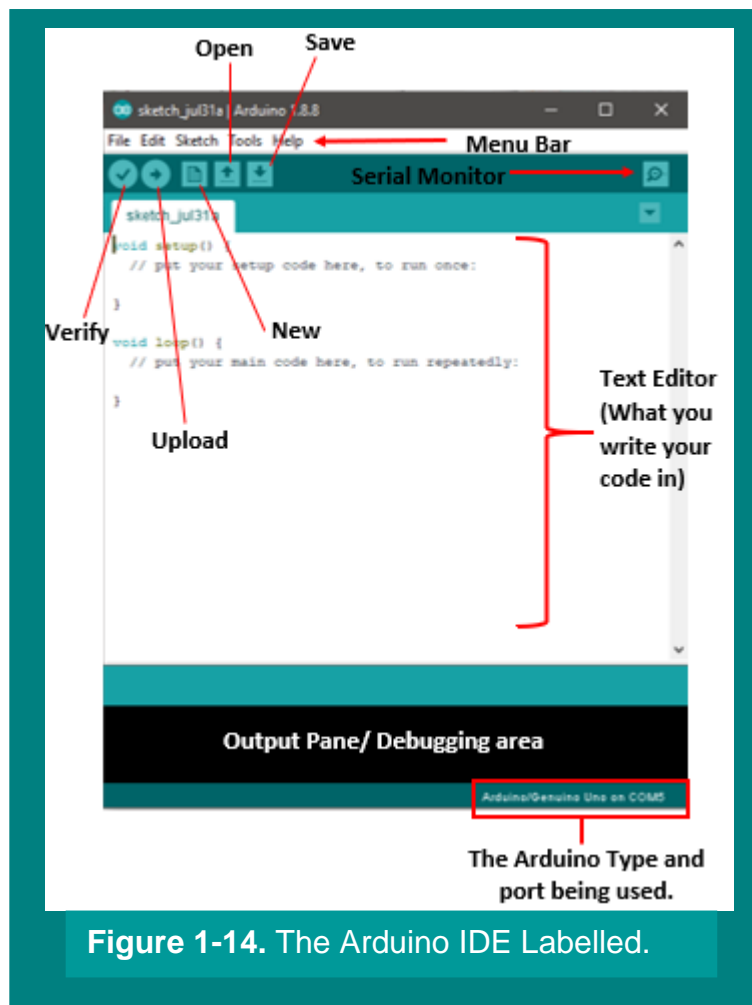 Open
Save
sketch_jul31a | Arduino 1.8.8
File Edit Sketch Tools Help
Menu Bar
Serial Monitor
sketch_jul31a
void setup() {
// put your setup code here, to run once:
}
Verify
New
void loop() {
// put your main code here, to run repeatedly:
}
Upload
Text Editor
(What you
write your
code in)
Output Pane/ Debugging area
Arduino/Genuino Uno on COM5
The Arduino Type and
port being used.
Figure 1-14. The Arduino IDE Labelled.